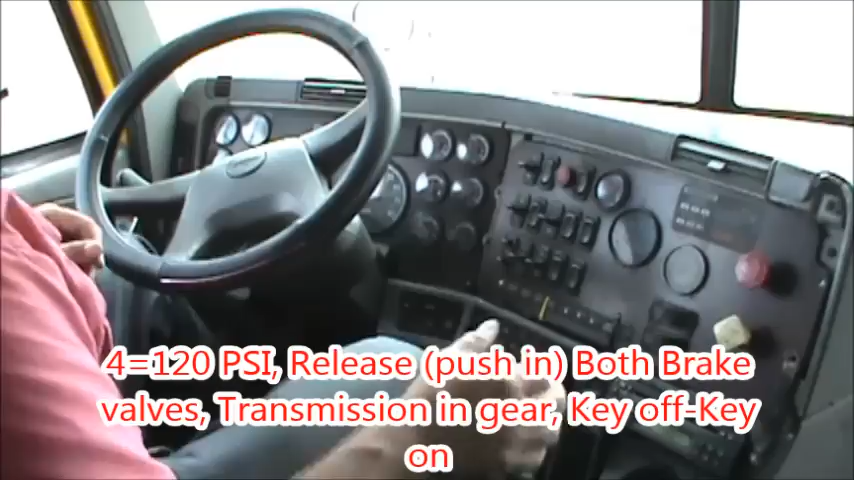 4=120 PSI, Release (push in) Both Brake
valves, Transmission in gear, Key off-Key
on